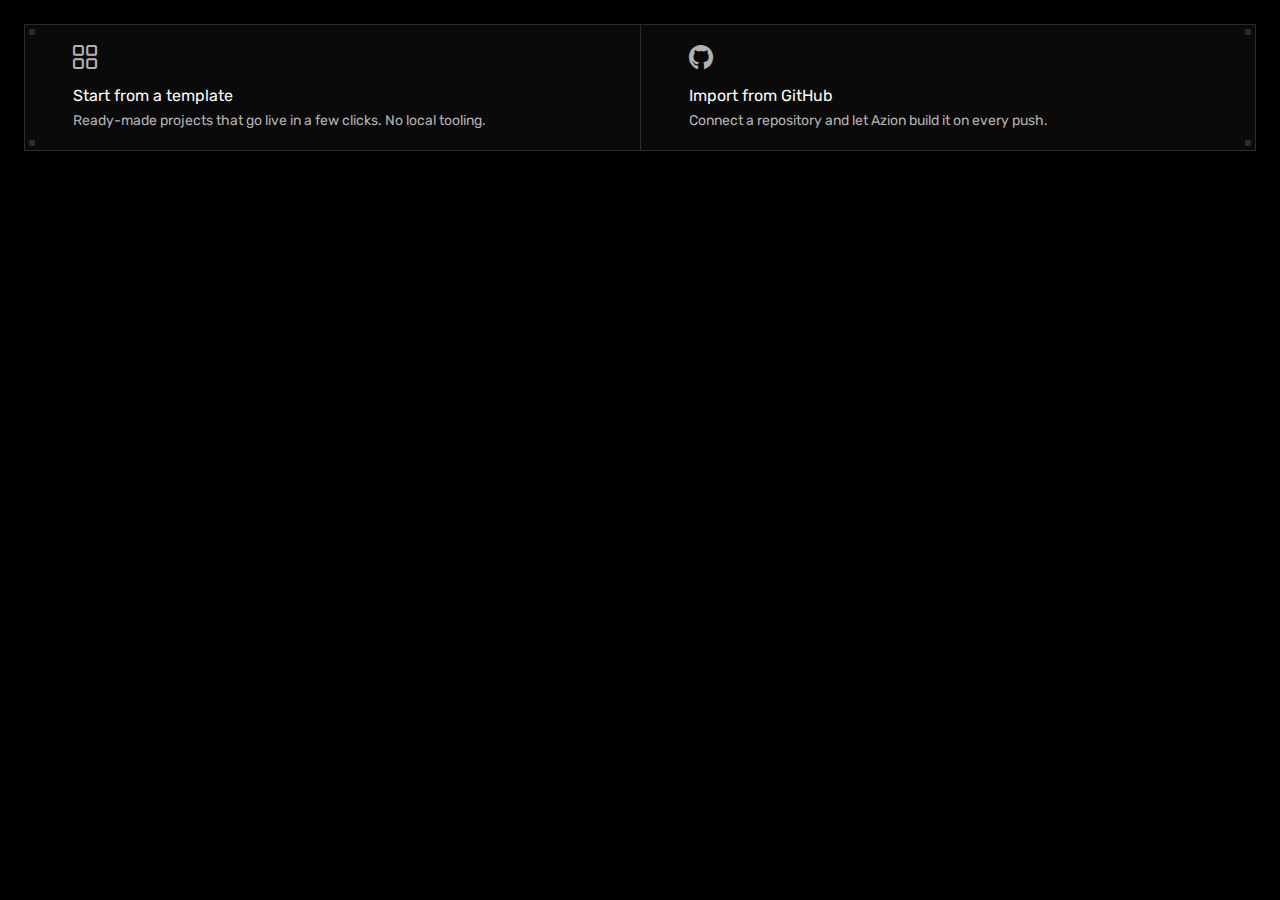 Start from a template
Ready-made projects that go live in a few clicks. No local tooling.
Import from GitHub
Connect a repository and let Azion build it on every push.